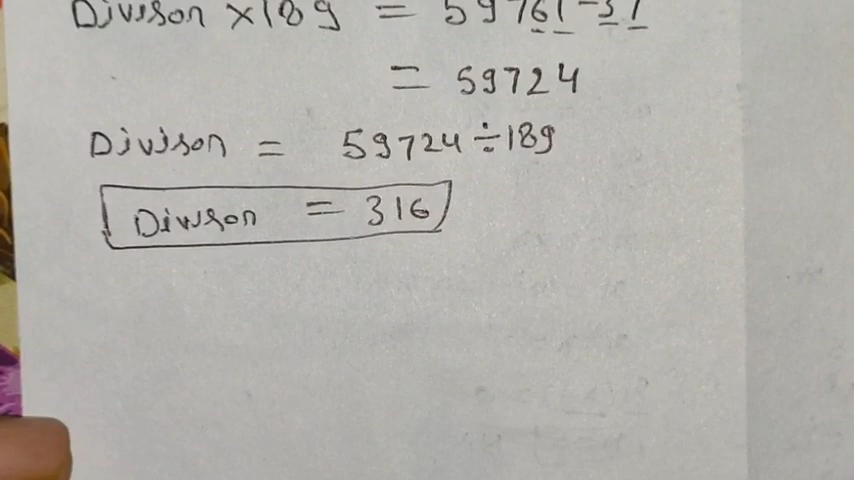 Divison ×189 = 59761-37
= 59724
Divison = 59724÷189
Divison = 316